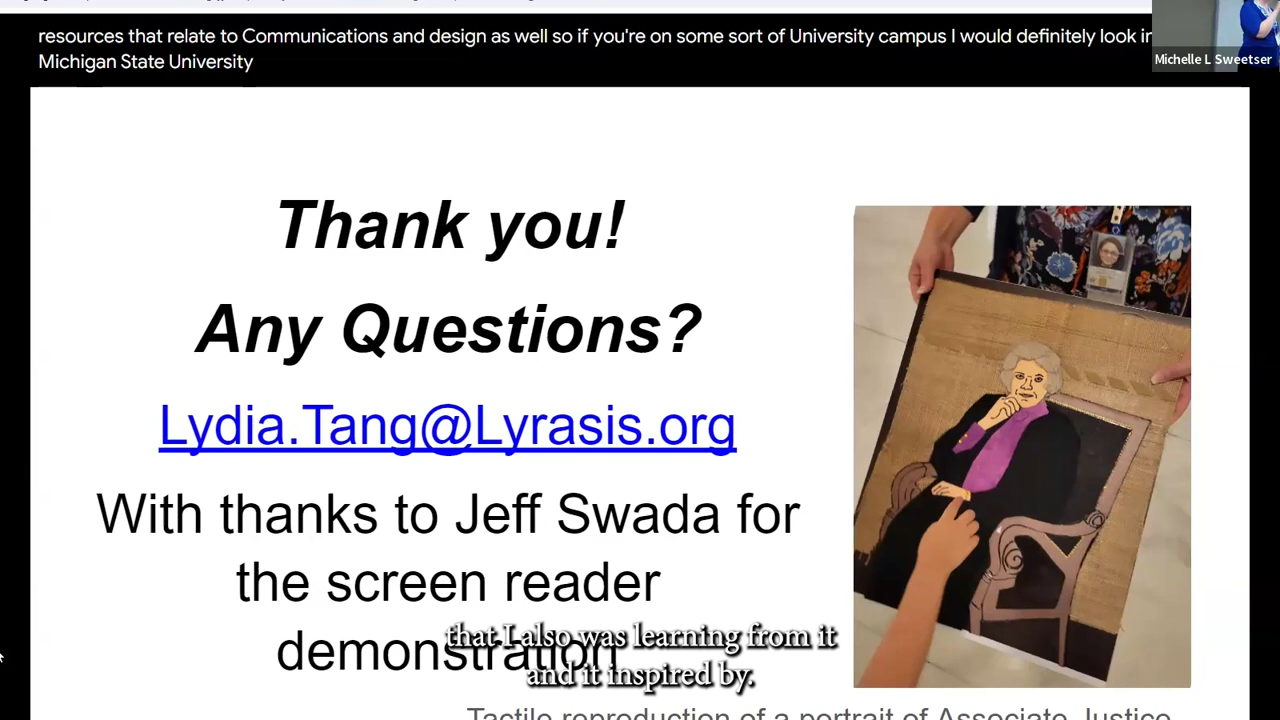 resources that relate to Communications and design as well so if you're on some sort of University campus I would definitely look in
Michigan State University
Michelle L Sweetser
Thank you!
Any Questions?
Lydia.Tang@Lyrasis.org
With thanks to Jeff Swada for
the screen reader
demonstration
that I also was learning from it
and it inspired by.
Tactile reproduction of a portrait of Associate Justice